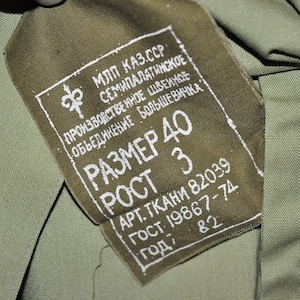 МЛП КАЗ.ССР
СЕМИПАЛАТИНСКОЕ
ПРОИЗВОДСТВЕННОЕ ШВЕЙНОЕ
ОБЪЕДИНЕНИЕ БОЛЬШЕВИЧКА
РАЗМЕР 40
РОСТ 3
АРТ. ТКАНИ 82039
ГОСТ 19867-74
ГОД, 82